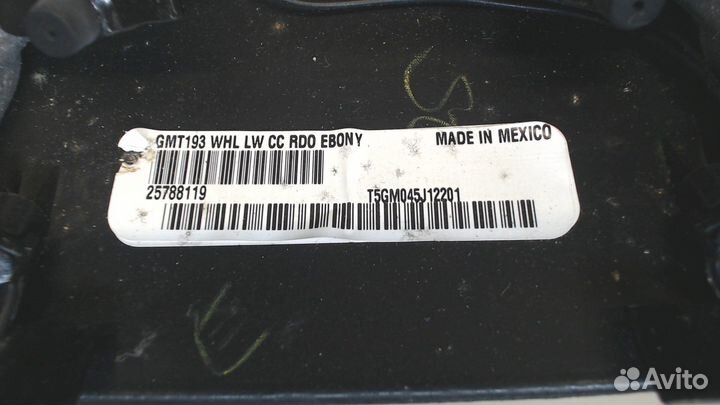 GMT193 WHL LW CC RDO EBONY MADE IN MEXICO
25788119 T5GM045J12201
Avito